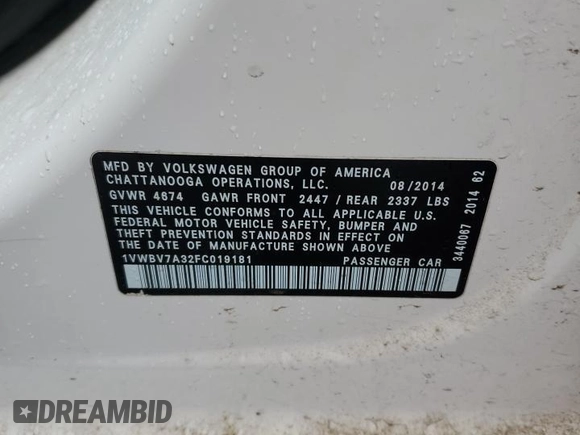 MFD BY VOLKSWAGEN GROUP OF AMERICA
CHATTANOOGA OPERATIONS, LLC. 08/2014
GVWR 4674 GAWR FRONT 2447 / REAR 2337 LBS
THIS VEHICLE CONFORMS TO ALL APPLICABLE U.S.
FEDERAL MOTOR VEHICLE SAFETY, BUMPER AND
THEFT PREVENTION STANDARDS IN EFFECT ON
THE DATE OF MANUFACTURE SHOWN ABOVE.
1VWBV7A32FC019181 PASSENGER CAR
3440087 2014 62
DREAMBID